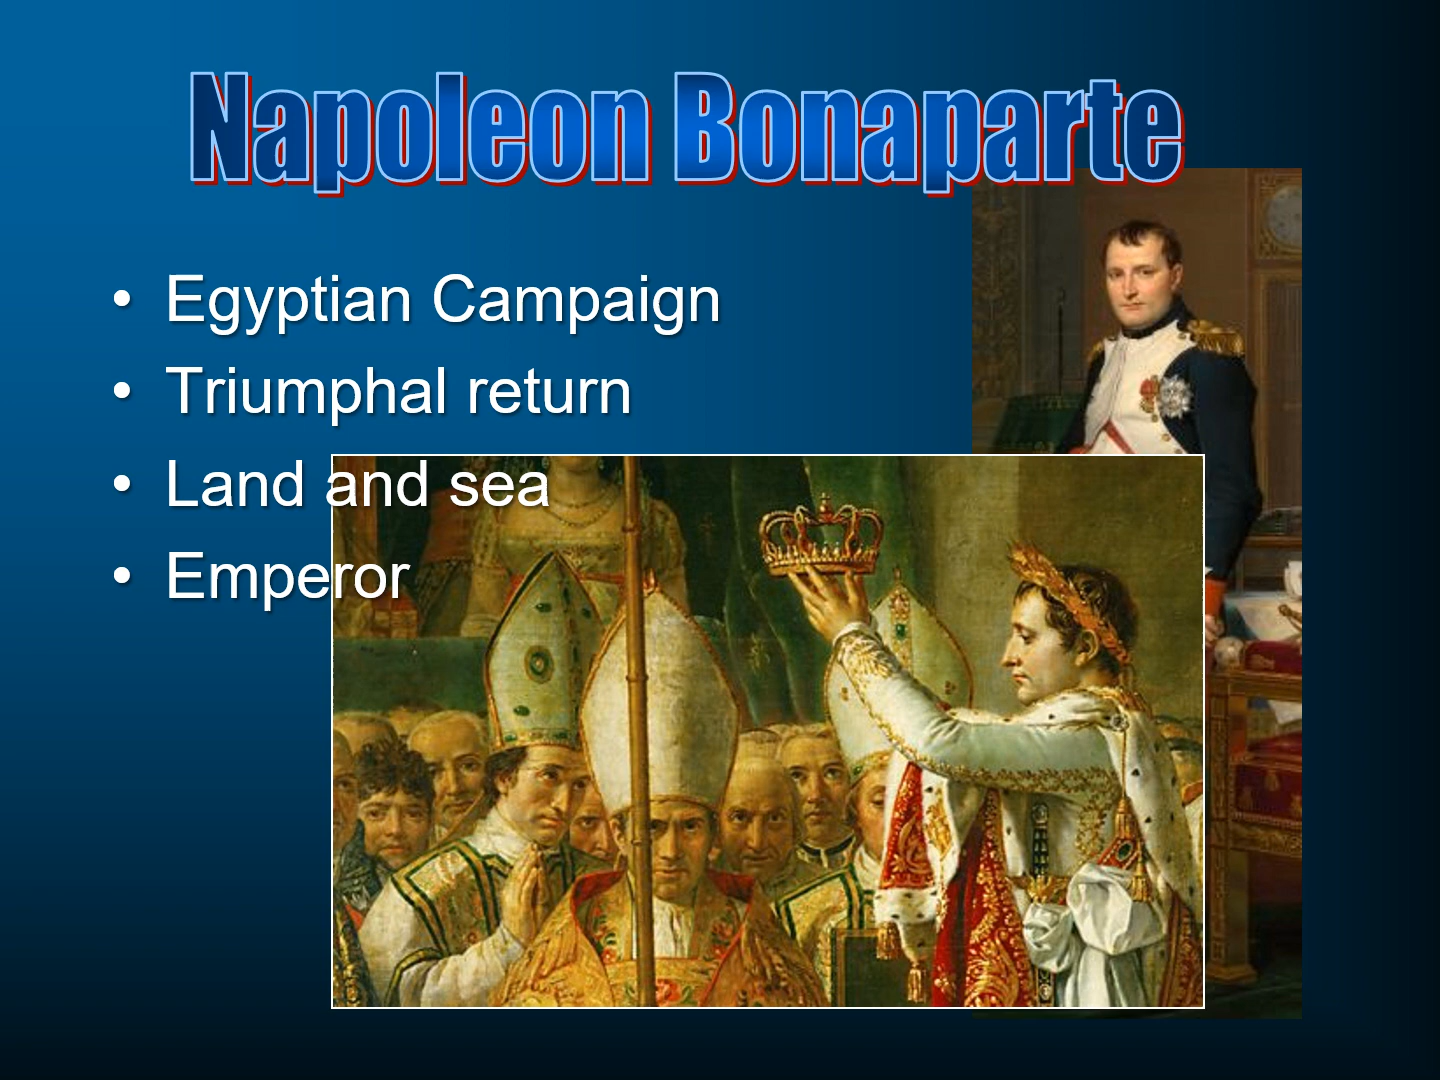 Napoleon Bonaparte
• Egyptian Campaign
• Triumphal return
• Land and sea
• Emperor